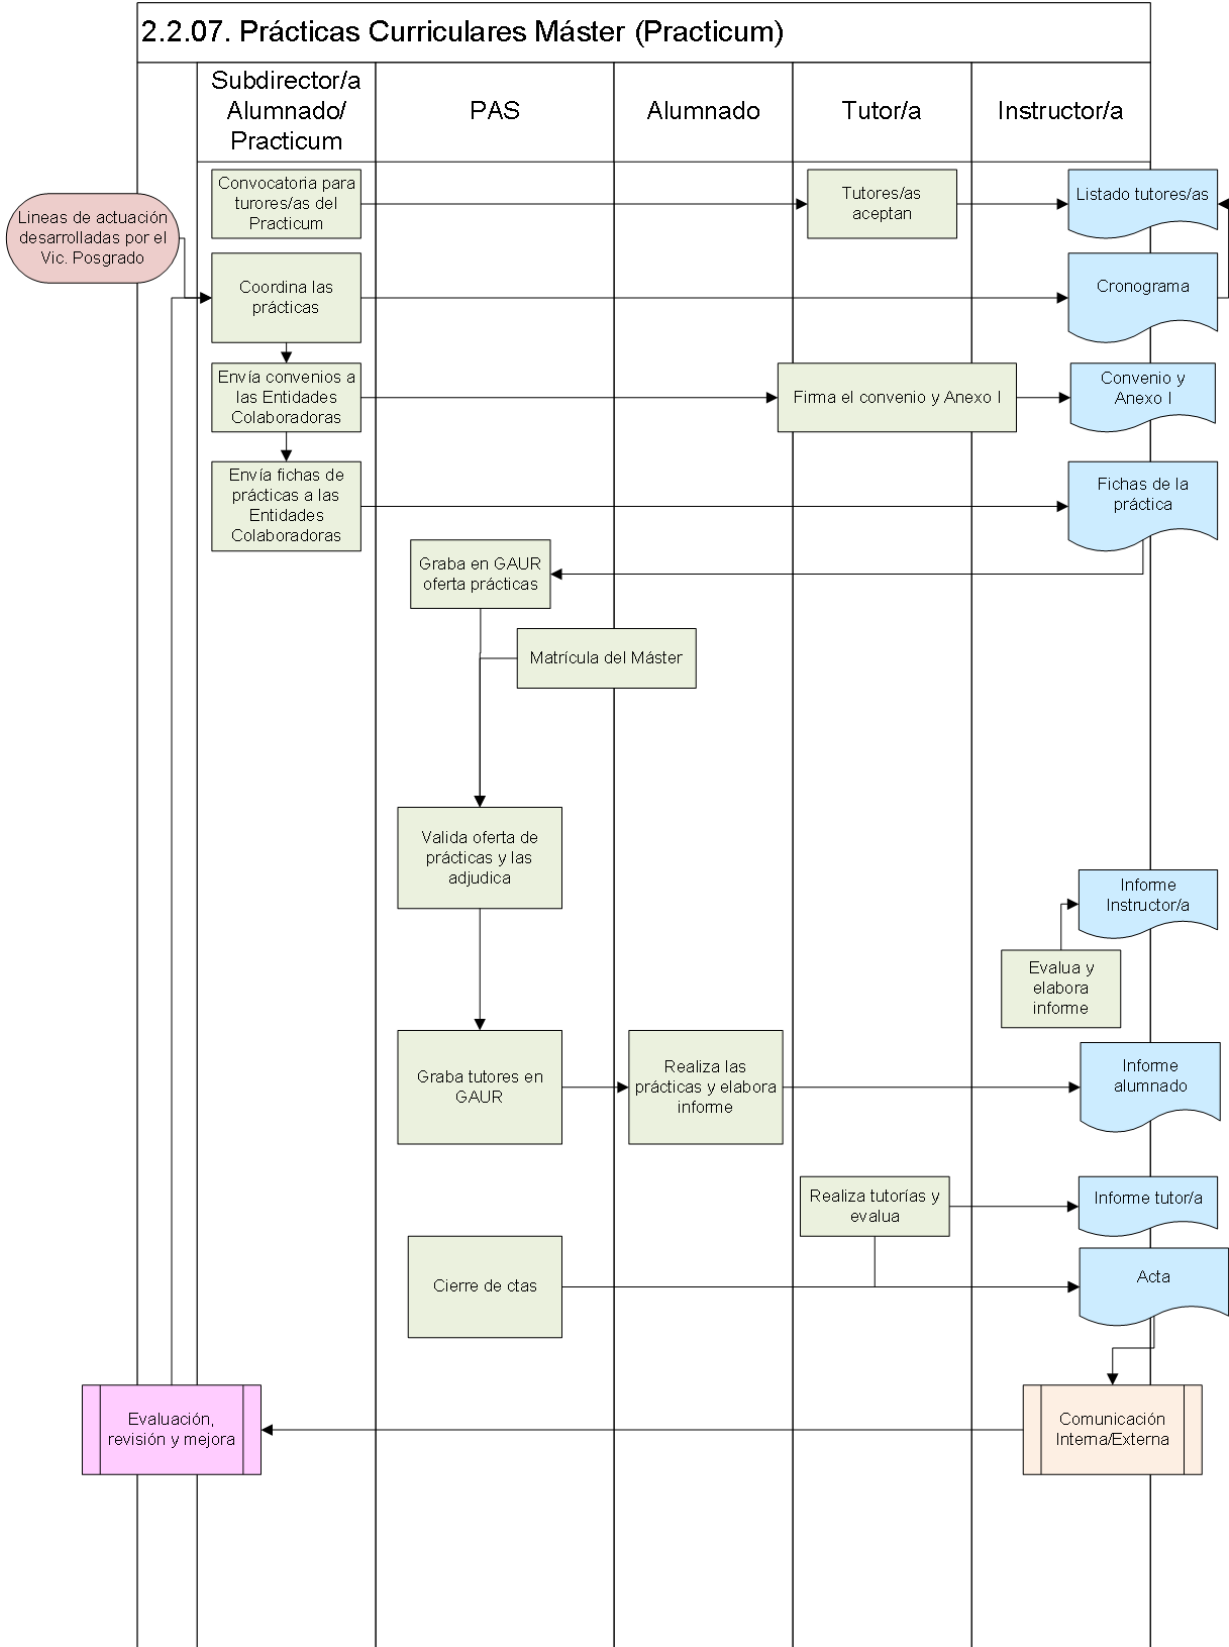 2.2.07. Prácticas Curriculares Máster (Practicum)
Subdirector/a
Alumnado/
Practicum
PAS
Alumnado
Tutor/a
Instructor/a
Convocatoria para
turores/as del
Practicum
Tutores/as
aceptan
Listado tutores/as
Lineas de actuación
desarrolladas por el
Vic. Posgrado
Coordina las
prácticas
Cronograma
Envía convenios a
las Entidades
Colaboradoras
Firma el convenio y Anexo I
Convenio y
Anexo I
Envía fichas de
prácticas a las
Entidades
Colaboradoras
Fichas de la
práctica
Graba en GAUR
oferta prácticas
Matrícula del Máster
Valida oferta de
prácticas y las
adjudica
Informe
Instructor/a
Evalua y
elabora
informe
Graba tutores en
GAUR
Realiza las
prácticas y elabora
informe
Informe
alumnado
Realiza tutorías y
evalua
Informe tutor/a
Cierre de ctas
Acta
Evaluación,
revisión y mejora
Comunicación
Interna/Externa